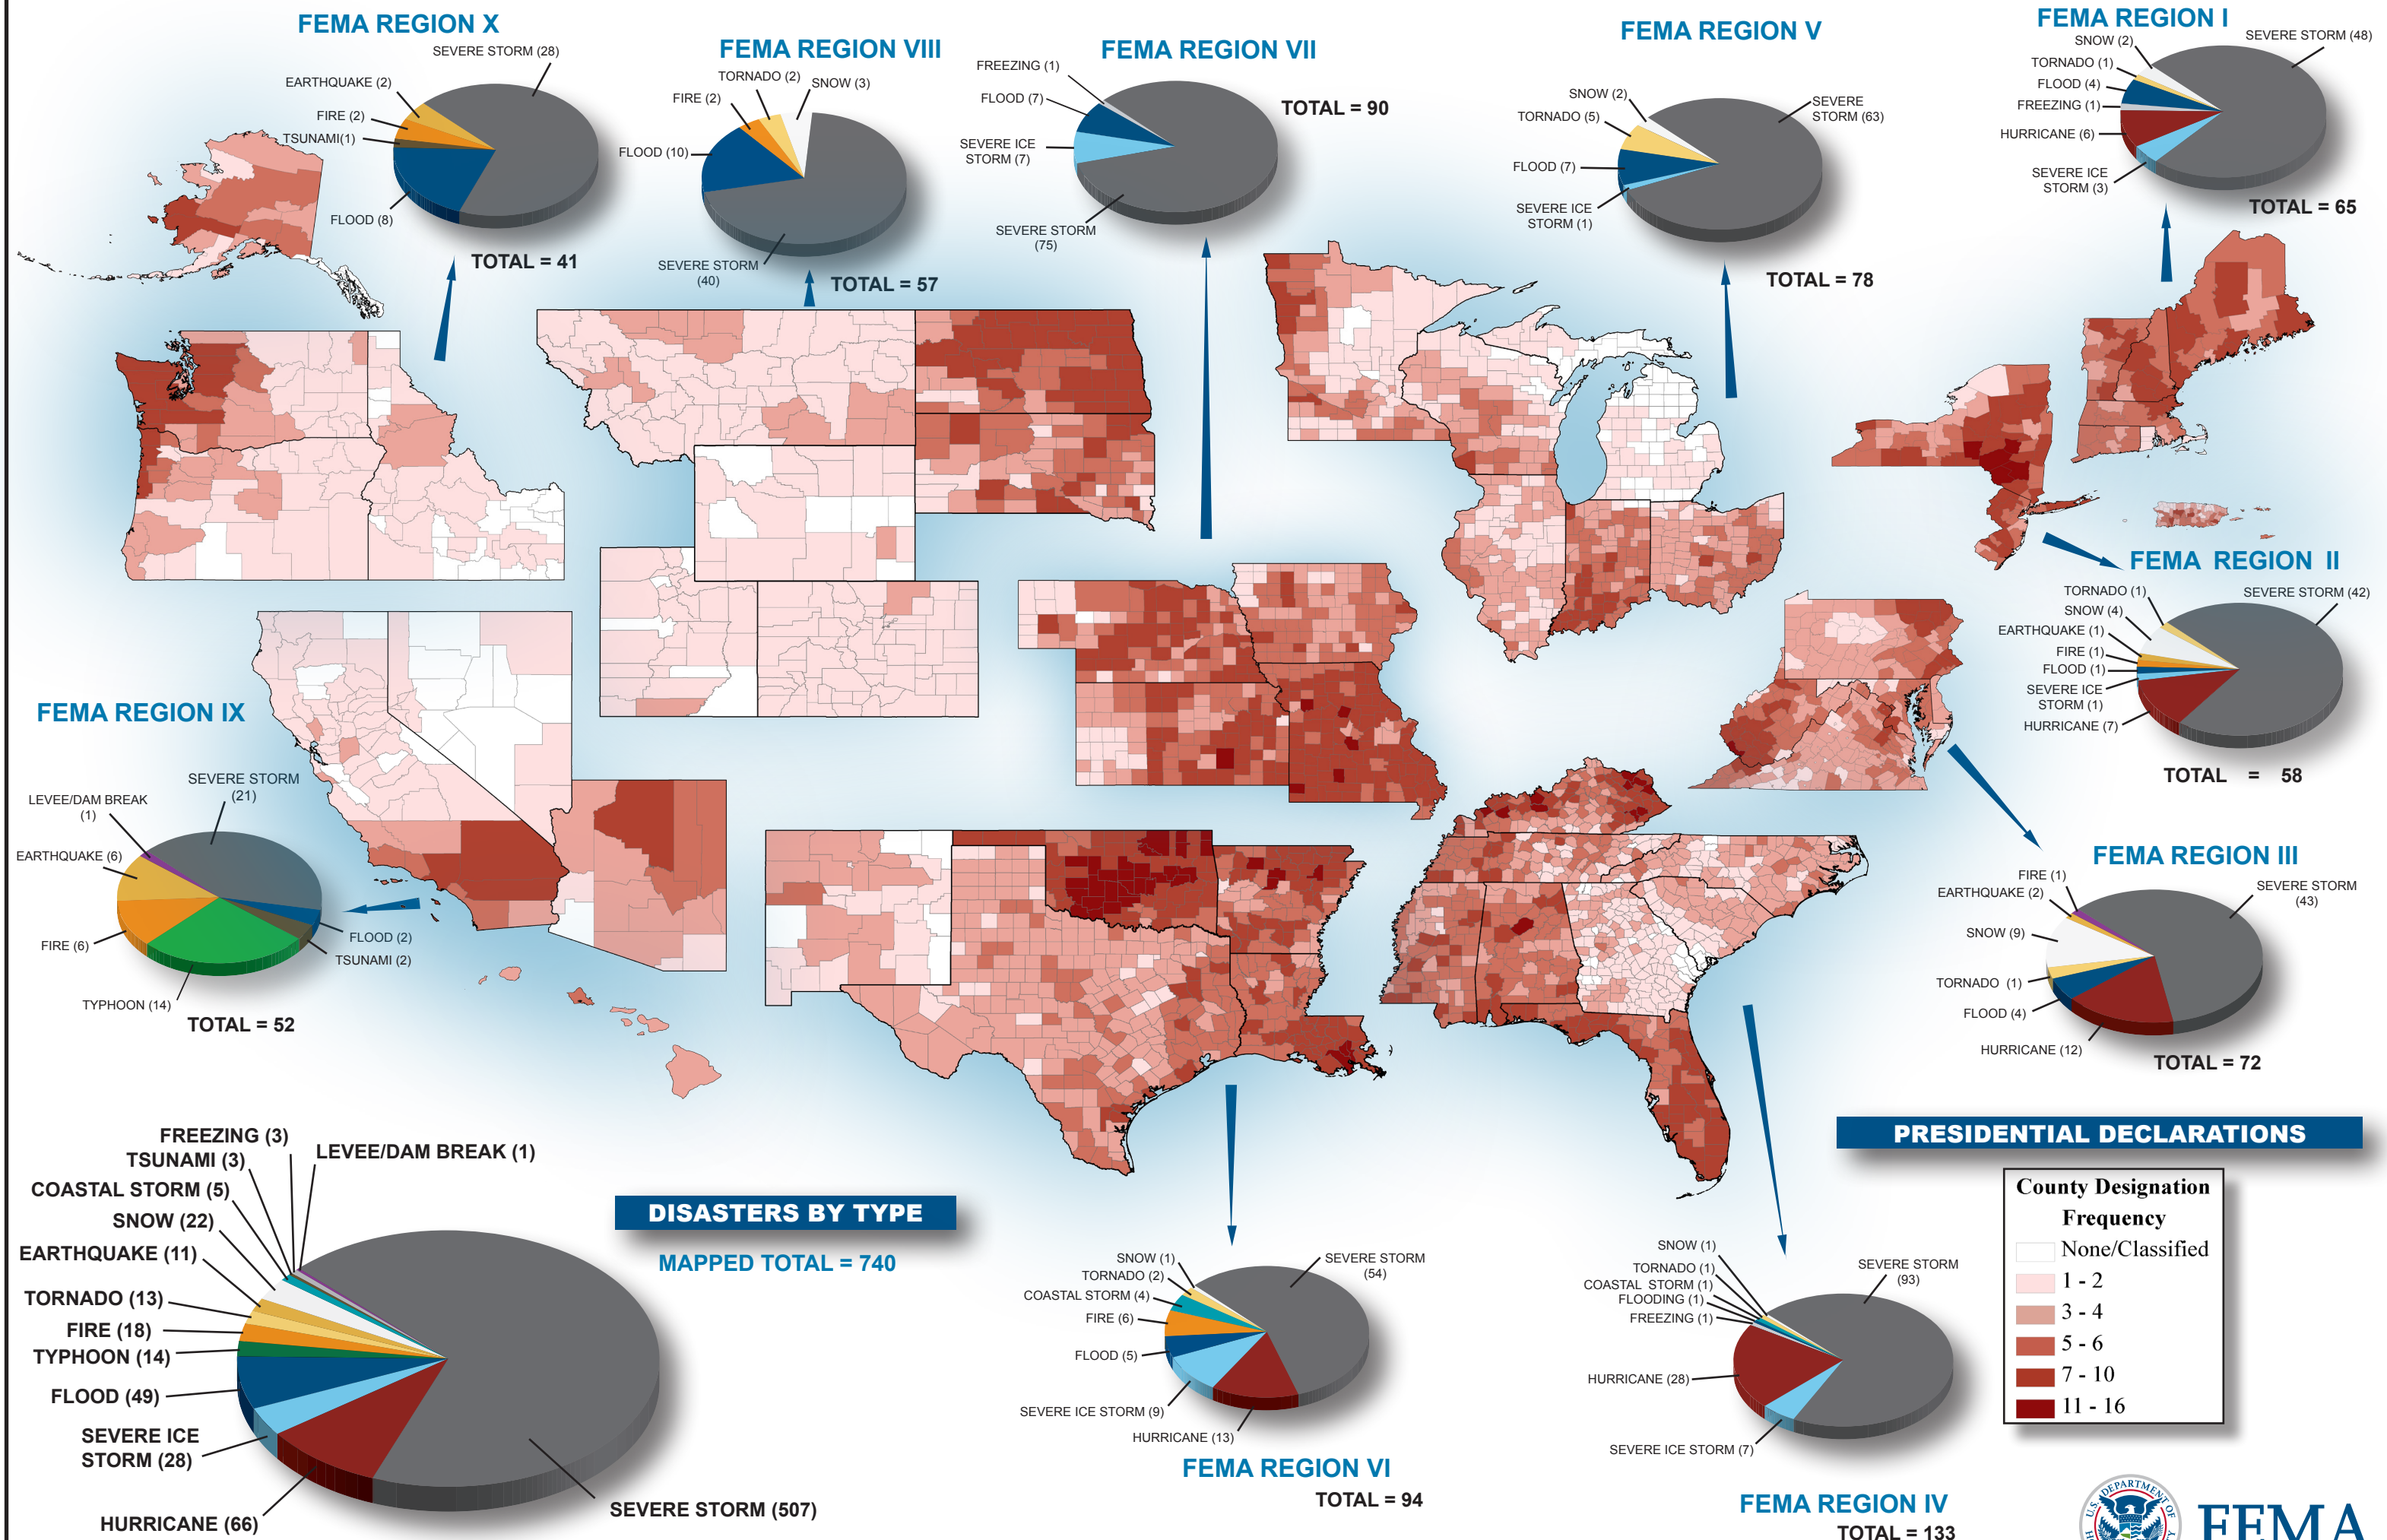 FEMA REGION X
SEVERE STORM (28)
EARTHQUAKE (2)
FIRE (2)
TSUNAMI(1)
FLOOD (8)
TOTAL = 41
FEMA REGION VIII
TORNADO (2)
SNOW (3)
FIRE (2)
FLOOD (10)
SEVERE STORM
(40)
TOTAL = 57
FEMA REGION VII
FREEZING (1)
FLOOD (7)
SEVERE ICE
STORM (7)
SEVERE STORM
(75)
TOTAL = 90
FEMA REGION V
SNOW (2)
TORNADO (5)
SEVERE
STORM (63)
FLOOD (7)
SEVERE ICE
STORM (1)
TOTAL = 78
FEMA REGION I
SNOW (2)
SEVERE STORM (48)
TORNADO (1)
FLOOD (4)
FREEZING (1)
HURRICANE (6)
SEVERE ICE
STORM (3)
TOTAL = 65
FEMA REGION II
TORNADO (1)
SEVERE STORM (42)
SNOW (4)
EARTHQUAKE (1)
FIRE (1)
FLOOD (1)
SEVERE ICE
STORM (1)
HURRICANE (7)
TOTAL = 58
FEMA REGION IX
SEVERE STORM
(21)
LEVEE/DAM BREAK
(1)
EARTHQUAKE (6)
FIRE (6)
FLOOD (2)
TSUNAMI (2)
TYPHOON (14)
TOTAL = 52
FEMA REGION III
FIRE (1)
EARTHQUAKE (2)
SEVERE STORM
(43)
SNOW (9)
TORNADO (1)
FLOOD (4)
HURRICANE (12)
TOTAL = 72
FREEZING (3)
TSUNAMI (3)
LEVEE/DAM BREAK (1)
COASTAL STORM (5)
SNOW (22)
EARTHQUAKE (11)
TORNADO (13)
FIRE (18)
TYPHOON (14)
FLOOD (49)
SEVERE ICE
STORM (28)
HURRICANE (66)
SEVERE STORM (507)
DISASTERS BY TYPE
MAPPED TOTAL = 740
SNOW (1)
TORNADO (2)
SEVERE STORM
(54)
COASTAL STORM (4)
FIRE (6)
FLOOD (5)
SEVERE ICE STORM (9)
HURRICANE (13)
FEMA REGION VI
TOTAL = 94
SNOW (1)
TORNADO (1)
COASTAL STORM (1)
FLOODING (1)
FREEZING (1)
SEVERE STORM
(93)
HURRICANE (28)
SEVERE ICE STORM (7)
FEMA REGION IV
TOTAL = 133
PRESIDENTIAL DECLARATIONS
County Designation
Frequency
None/Classified
1 - 2
3 - 4
5 - 6
7 - 10
11 - 16
U.S. DEPARTMENT OF
FEMA